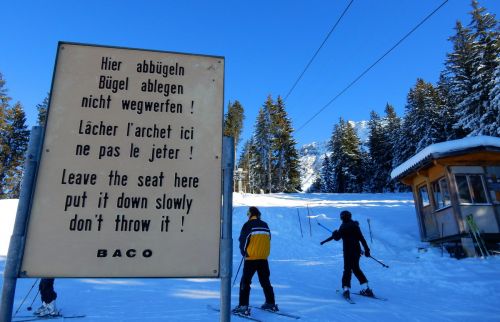 Hier abbügeln
Bügel ablegen
nicht wegwerfen !
Lâcher l'archet ici
ne pas le jeter !
Leave the seat here
put it down slowly
don't throw it !
BACO